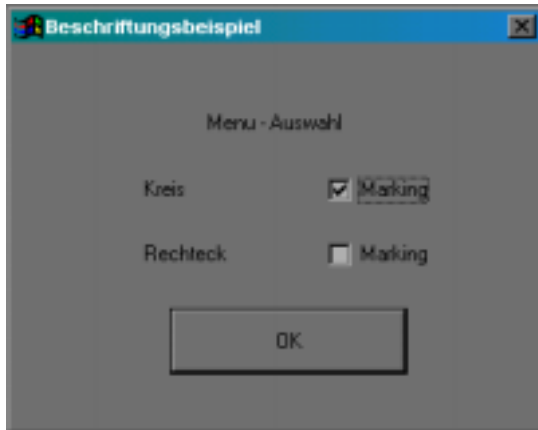 Beschriftungsbeispiel
Menu - Auswahl
Kreis Marking
Rechteck Marking
OK